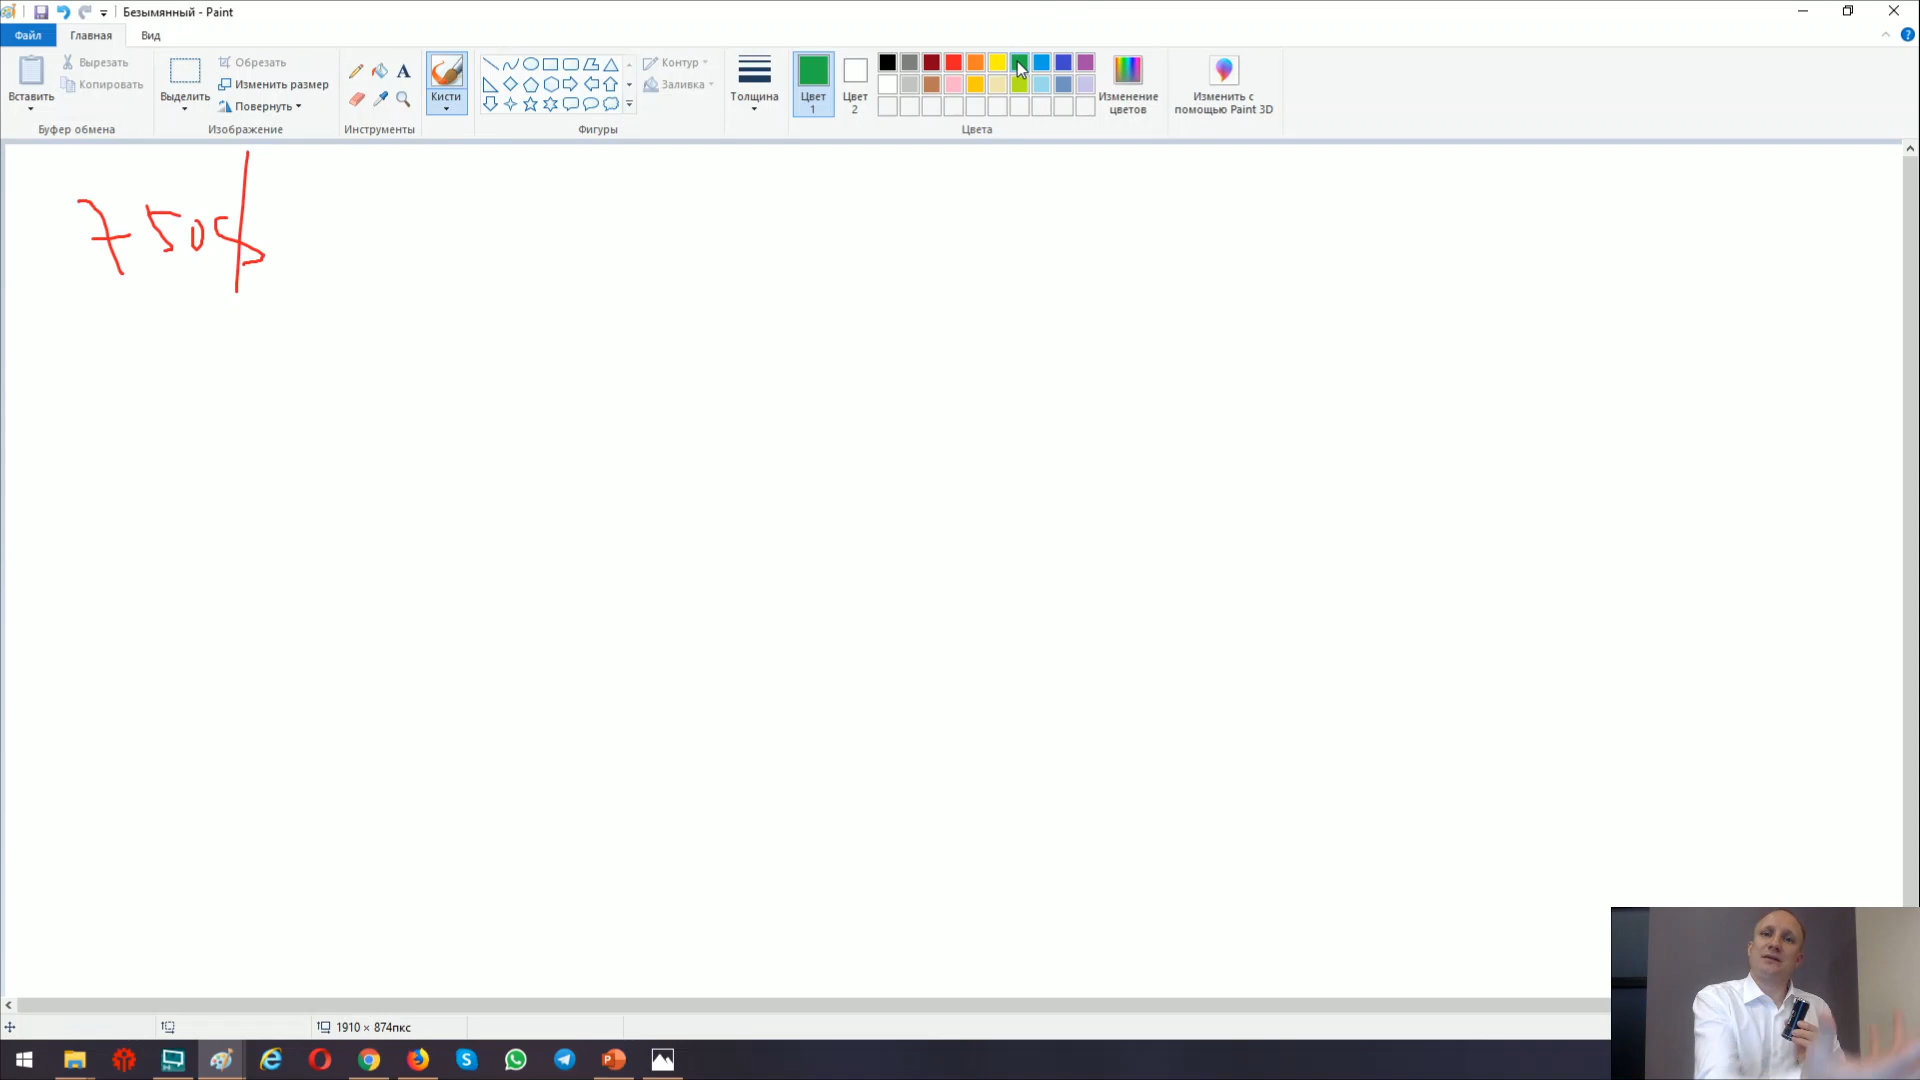 Безымянный - Paint
Файл Главная Вид
Вставить
Вырезать
Копировать
Буфер обмена
Выделить
Обрезать
Изменить размер
Повернуть
Изображение
A
Инструменты
Кисти
Контур
Заливка
Фигуры
Толщина
Цвет 1
Цвет 2
Изменение цветов
Цвета
Изменить с помощью Paint 3D
750$
1910 × 874пкс